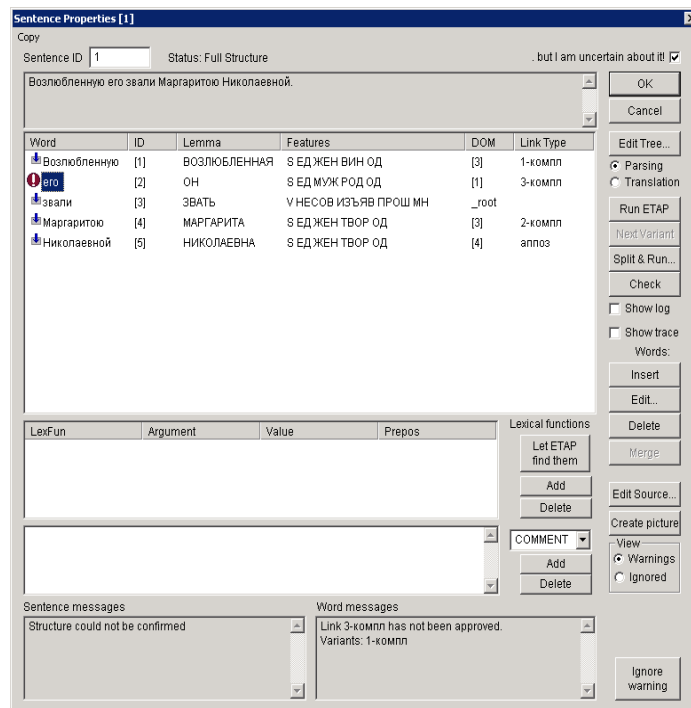 Sentence Properties [1]
Copy
Sentence ID 1 Status: Full Structure . but I am uncertain about it!
Возлюбленную его звали Маргаритою Николаевной.
OK
Cancel
Word ID Lemma Features DOM Link Type
Возлюбленную [1] ВОЗЛЮБЛЕННАЯ S ЕД ЖЕН ВИН ОД [3] 1-компл
его [2] ОН S ЕД МУЖ РОД ОД [1] 3-компл
звали [3] ЗВАТЬ V НЕСОВ ИЗЪЯВ ПРОШ МН _root
Маргаритою [4] МАРГАРИТА S ЕД ЖЕН ТВОР ОД [3] 2-компл
Николаевной [5] НИКОЛАЕВНА S ЕД ЖЕН ТВОР ОД [4] аппоз
Edit Tree...
Parsing
Translation
Run ETAP
Next Variant
Split & Run...
Check
Show log
Show trace
Words:
Insert
Edit...
Delete
Merge
Edit Source...
Create picture
View
Warnings
Ignored
LexFun Argument Value Prepos
Lexical functions
Let ETAP
find them
Add
Delete
COMMENT
Add
Delete
Sentence messages
Structure could not be confirmed
Word messages
Link 3-компл has not been approved.
Variants: 1-компл
Ignore
warning